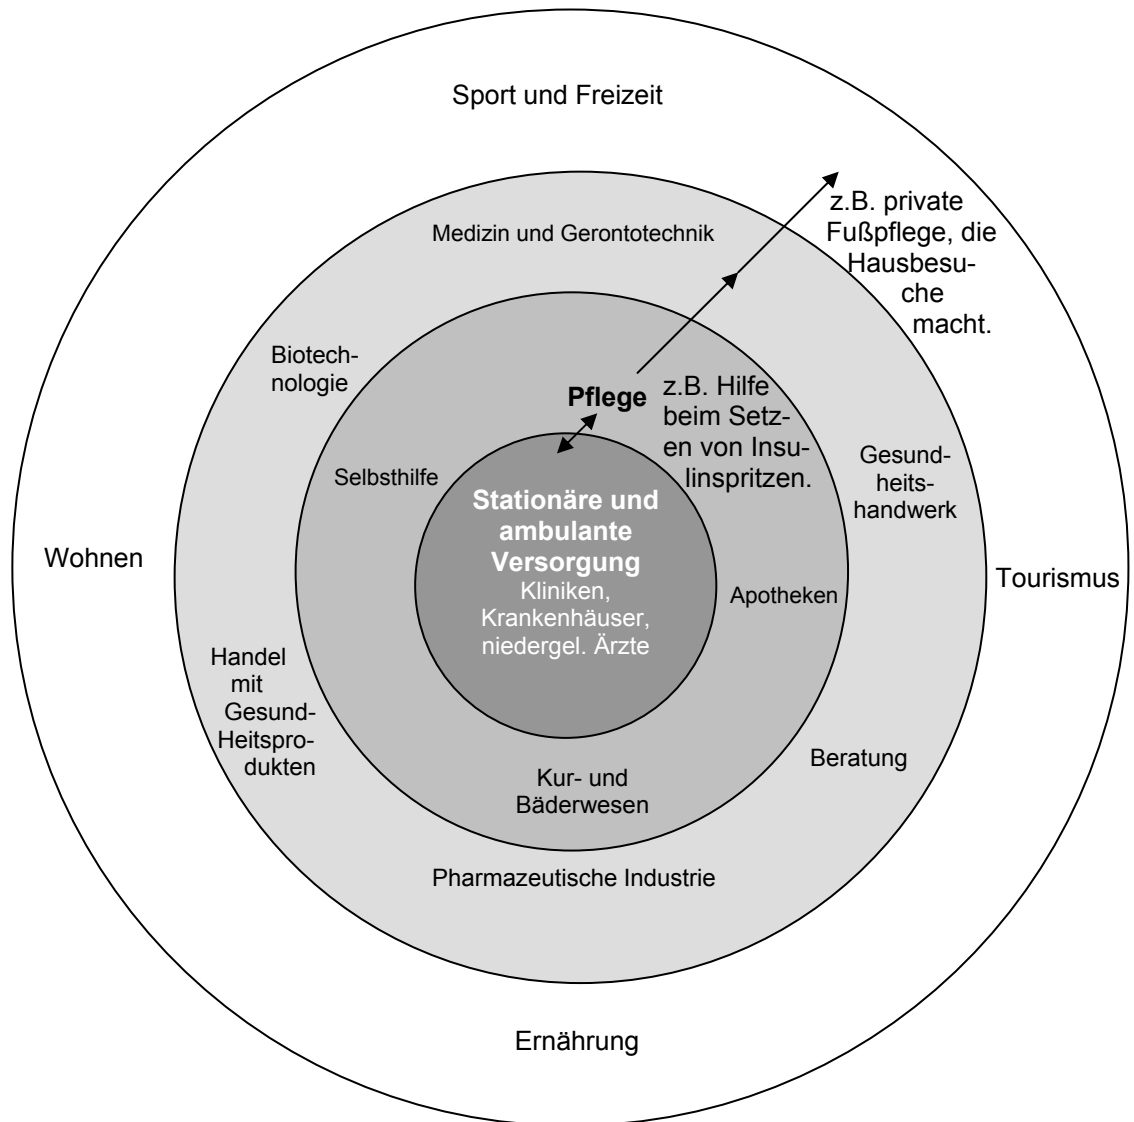 Sport und Freizeit
z.B. private
Fußpflege, die
Hausbesu-
che
macht.
Medizin und Gerontotechnik
Biotech-
nologie
Pflege
z.B. Hilfe
beim Setz-
en von Insu-
linspritzen.
Selbsthilfe
Gesund-
heits-
handwerk
Stationäre und
ambulante
Versorgung
Kliniken,
Krankenhäuser,
niedergel. Ärzte
Wohnen
Apotheken
Tourismus
Handel
mit
Gesund-
Heitspro-
dukten
Beratung
Kur- und
Bäderwesen
Pharmazeutische Industrie
Ernährung